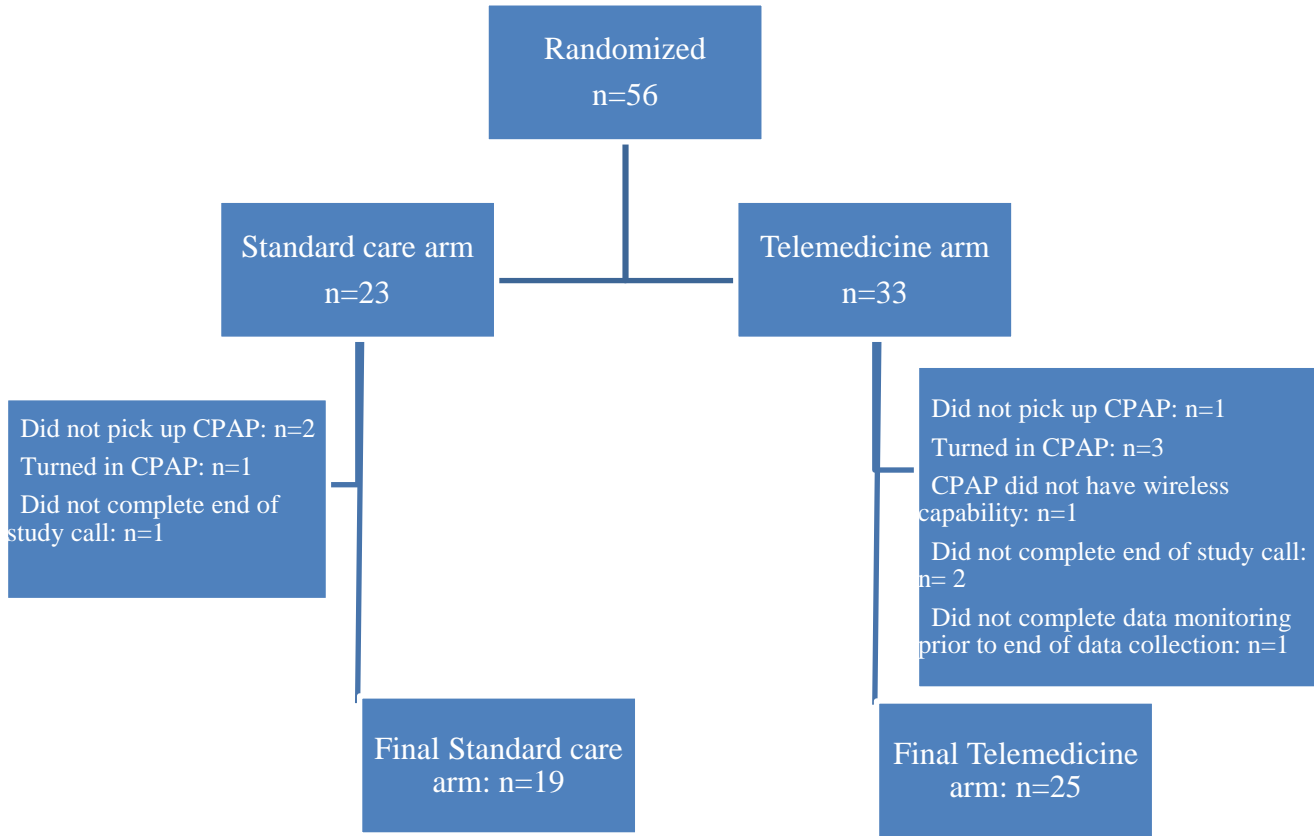 Randomized
n=56
Standard care arm
n=23
Telemedicine arm
n=33
Did not pick up CPAP: n=2
Turned in CPAP: n=1
Did not complete end of
study call: n=1
Did not pick up CPAP: n=1
Turned in CPAP: n=3
CPAP did not have wireless
capability: n=1
Did not complete end of study call:
n= 2
Did not complete data monitoring
prior to end of data collection: n=1
Final Standard care
arm: n=19
Final Telemedicine
arm: n=25